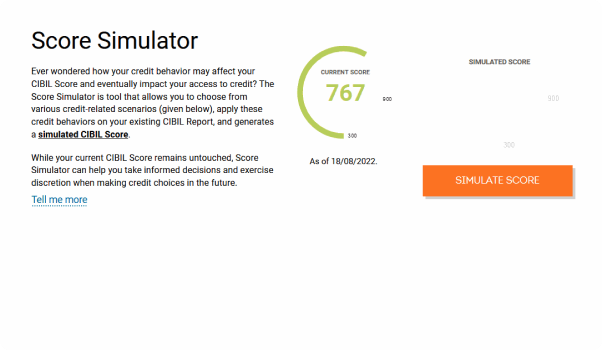 Score Simulator
Ever wondered how your credit behavior may affect your
CIBIL Score and eventually impact your access to credit? The
Score Simulator is tool that allows you to choose from
various credit-related scenarios (given below), apply these
credit behaviors on your existing CIBIL Report, and generates
a simulated CIBIL Score.
While your current CIBIL Score remains untouched, Score
Simulator can help you take informed decisions and exercise
discretion when making credit choices in the future.
Tell me more
CURRENT SCORE
767
900
300
As of 18/08/2022.
SIMULATED SCORE
900
300
SIMULATE SCORE